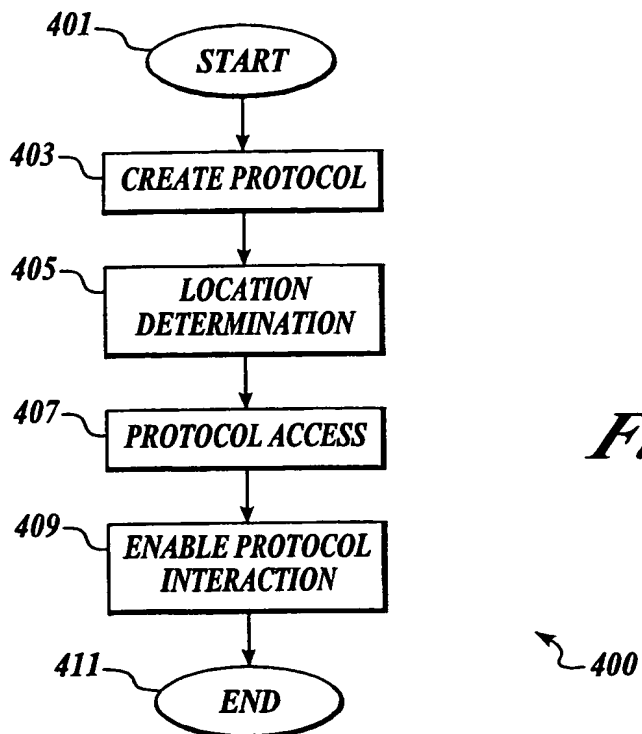 401
START
403
CREATE PROTOCOL
405
LOCATION
DETERMINATION
407
PROTOCOL ACCESS
409
ENABLE PROTOCOL
INTERACTION
411
END
400